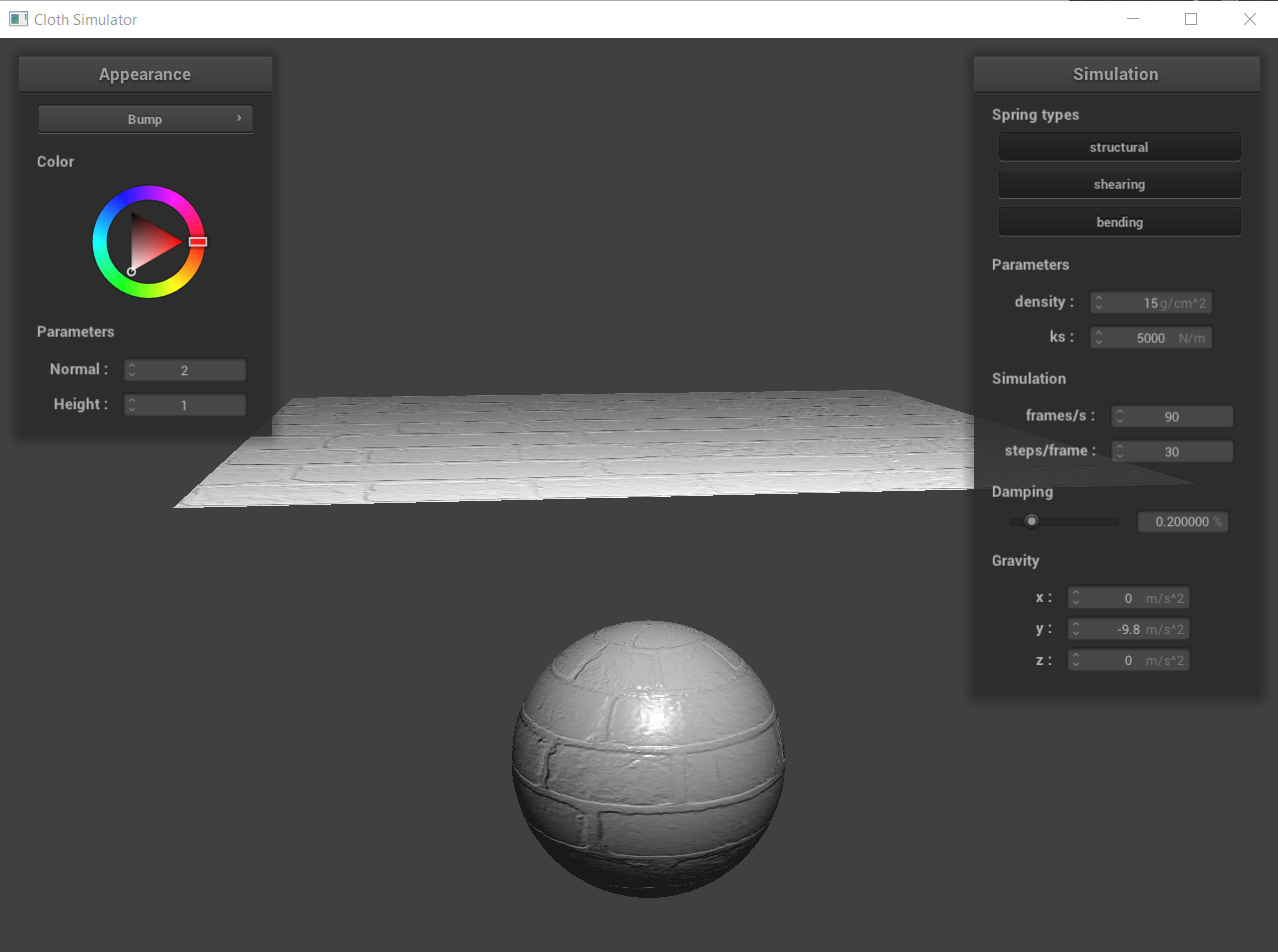 Cloth Simulator
Appearance
Bump
Color
Parameters
Normal : 2
Height : 1
Simulation
Spring types
structural
shearing
bending
Parameters
density : 15 g/cm^2
ks : 5000 N/m
Simulation
frames/s : 90
steps/frame : 30
Damping
0.200000 %
Gravity
x : 0 m/s^2
y : -9.8 m/s^2
z : 0 m/s^2